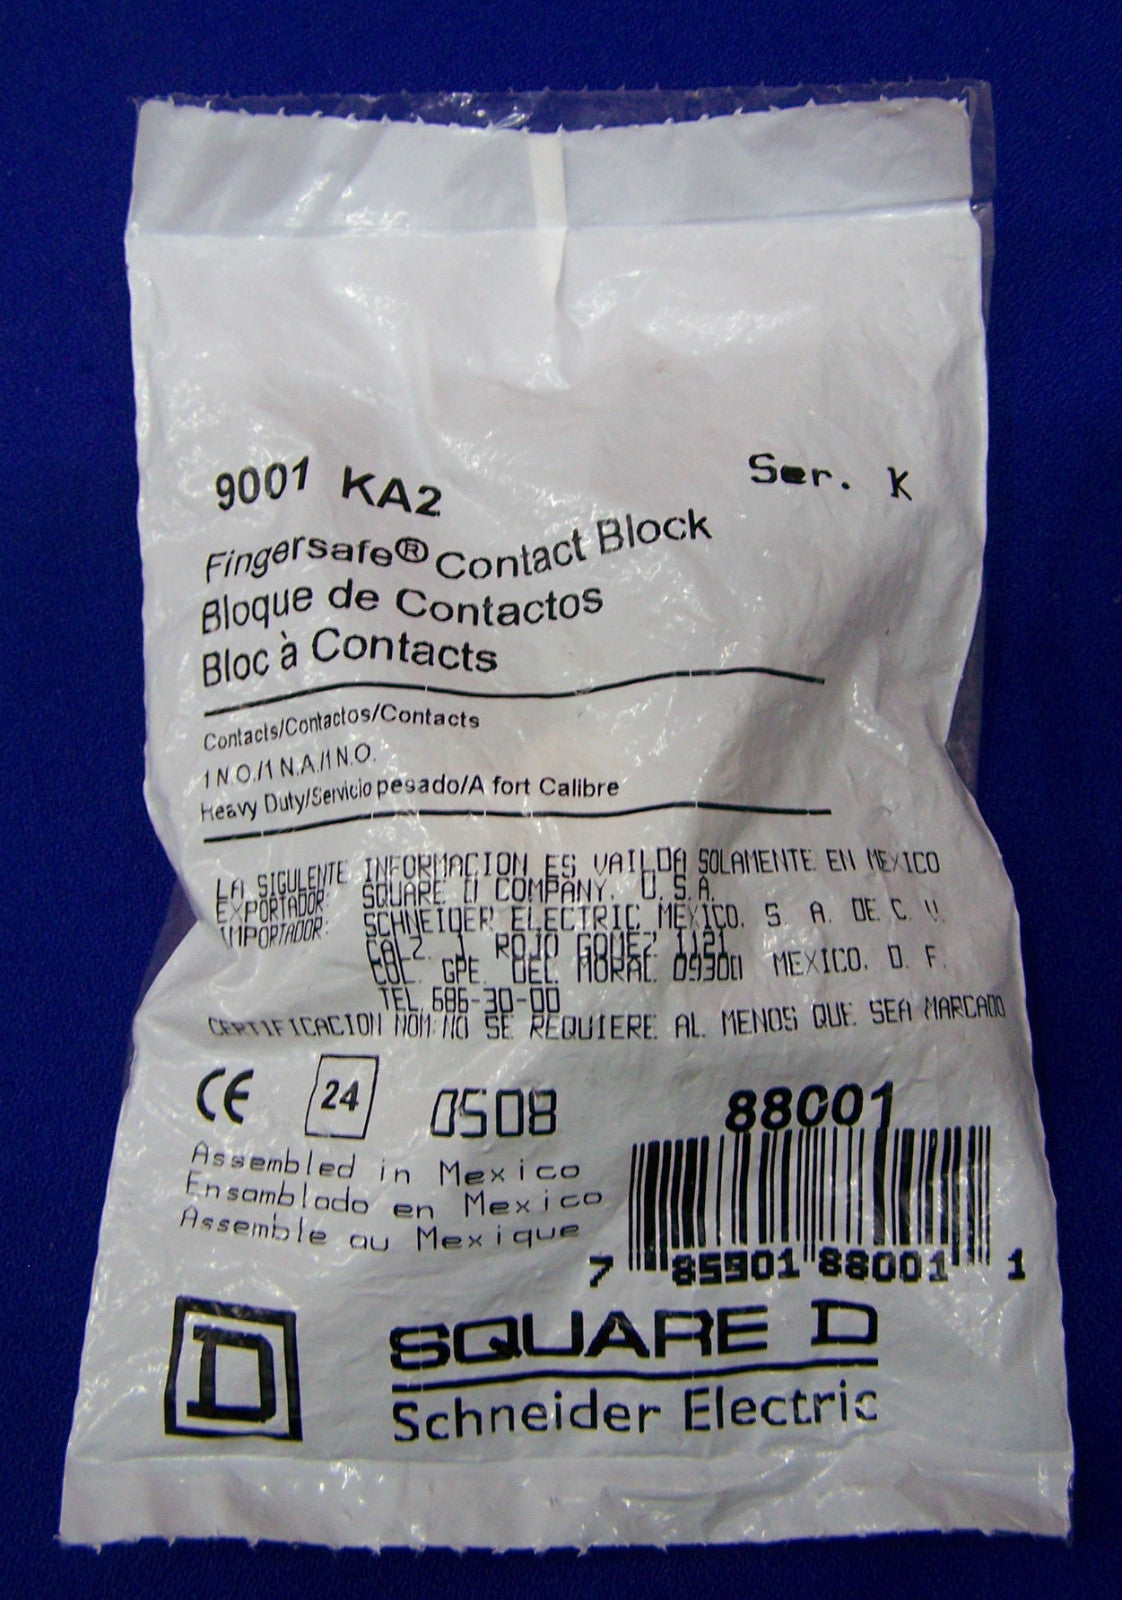 9001 KA2 Ser. K
Fingersafe® Contact Block
Bloque de Contactos
Bloc à Contacts
Contacts/Contactos/Contacts
1 N.O./1 N.A./1 N.O.
Heavy Duty/Servicio pesado/A fort Calibre
LA SIGULENTE INFORMACION ES VAILDA SOLAMENTE EN MEXICO
EXPORTADOR: SQUARE D COMPANY. U.S.A.
IMPORTADOR: SCHNEIDER ELECTRIC MEXICO. S. A. DE C. V.
CALZ. J. ROJO GOMEZ 1121
COL. GPE. DEL MORAL 09300 MEXICO. D. F.
TEL. 686-30-00
CERTIFICACION NOM: NO SE REQUIERE AL MENOS QUE SEA MARCADO
CE 24 0508 88001
Assembled in Mexico
Ensamblado en Mexico
Assemble au Mexique
7 85901 88001 1
D SQUARE D
Schneider Electric